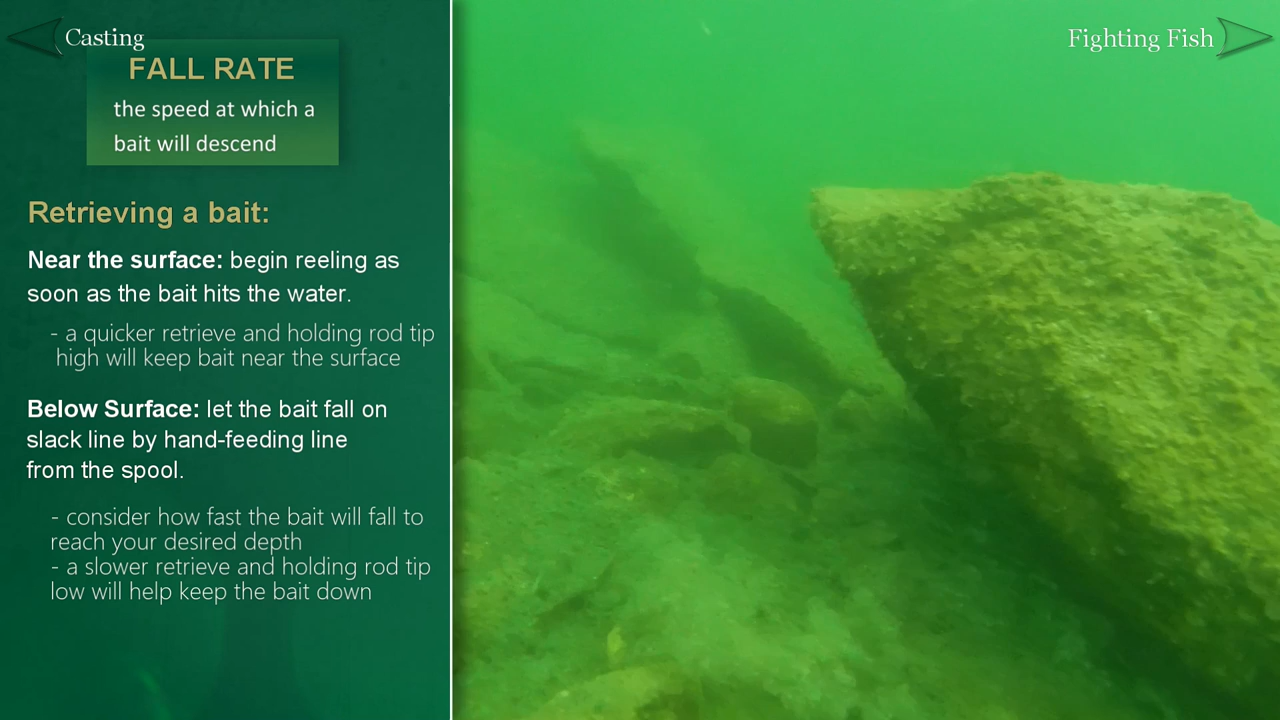 Casting
Fighting Fish
FALL RATE
the speed at which a
bait will descend
Retrieving a bait:
Near the surface: begin reeling as
soon as the bait hits the water.
- a quicker retrieve and holding rod tip
high will keep bait near the surface
Below Surface: let the bait fall on
slack line by hand-feeding line
from the spool.
- consider how fast the bait will fall to
reach your desired depth
- a slower retrieve and holding rod tip
low will help keep the bait down